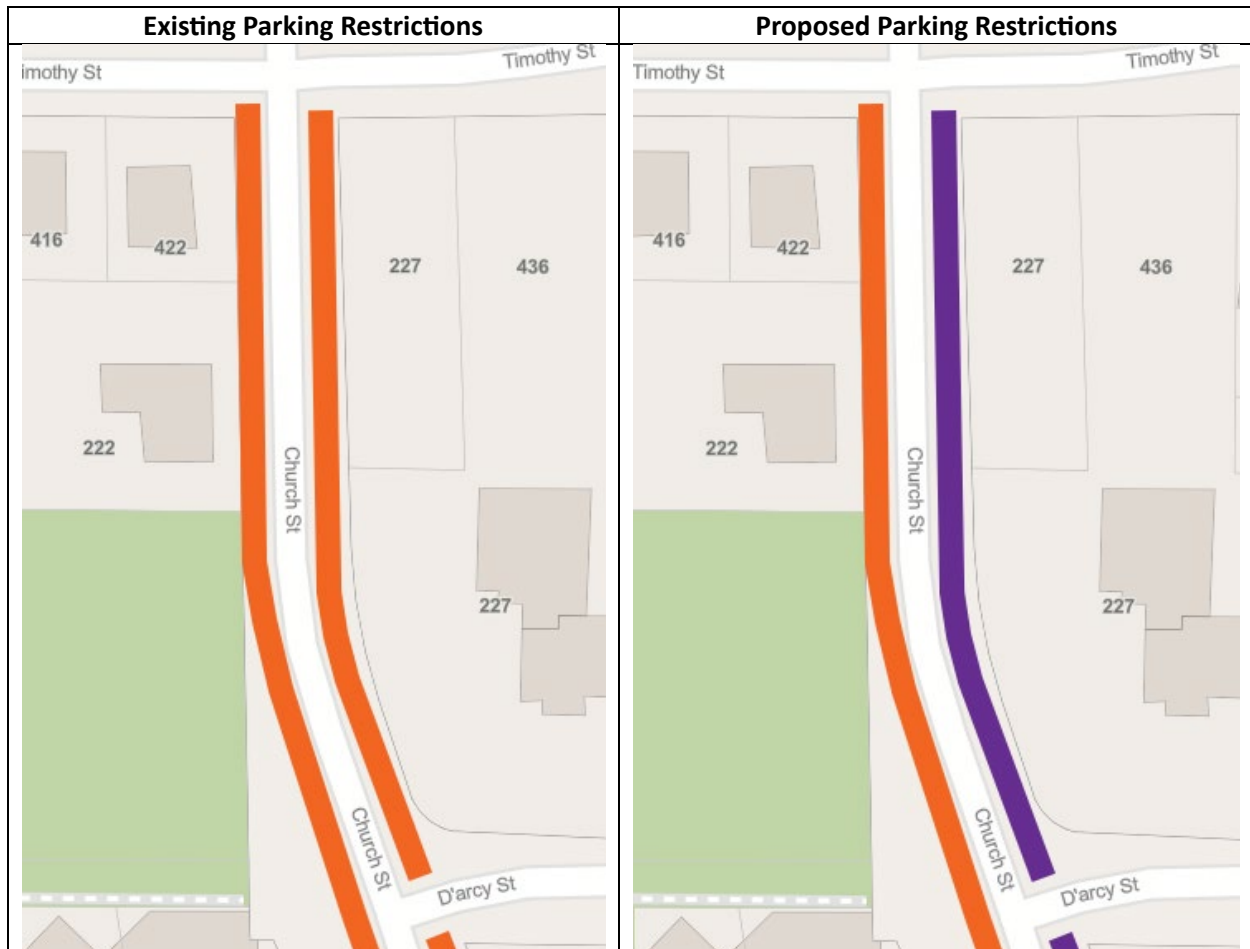 Existing Parking Restrictions
Proposed Parking Restrictions
imothy St
Timothy St
416
422
227
436
222
Church St
227
Church St
D'arcy St
Timothy St
Timothy St
416
422
227
436
222
Church St
227
Church St
D'arcy St